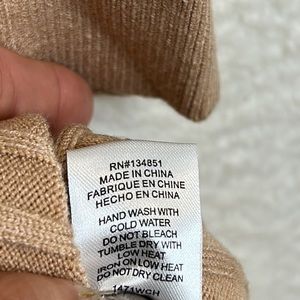 RN#134851
MADE IN CHINA
FABRIQUE EN CHINE
HECHO EN CHINA
HAND WASH WITH
COLD WATER
DO NOT BLEACH
TUMBLE DRY WITH
LOW HEAT
IRON ON LOW HEAT
DO NOT DRY CLEAN
1471WCH